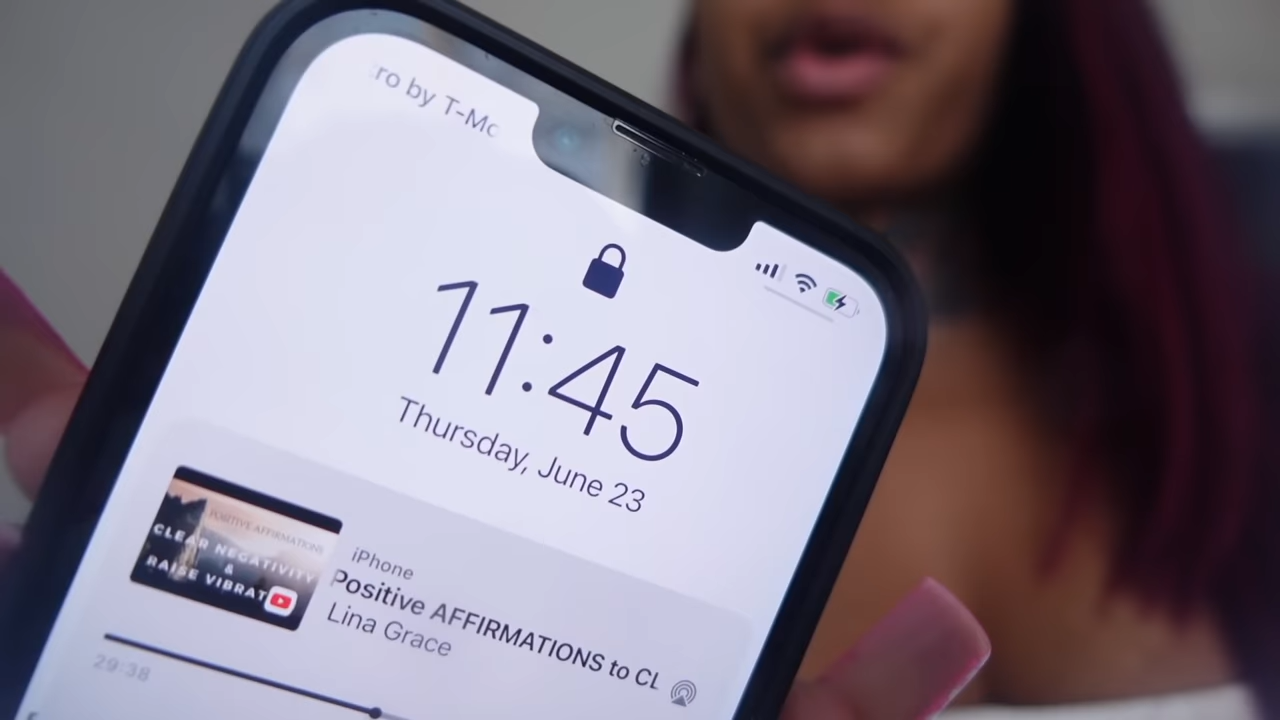 ro by T-Mo
11:45
Thursday, June 23
POSITIVE AFFIRMATIONS
CLEAR NEGATIVITY
&
RAISE VIBRAT
iPhone
Positive AFFIRMATIONS to CL
Lina Grace
29:38